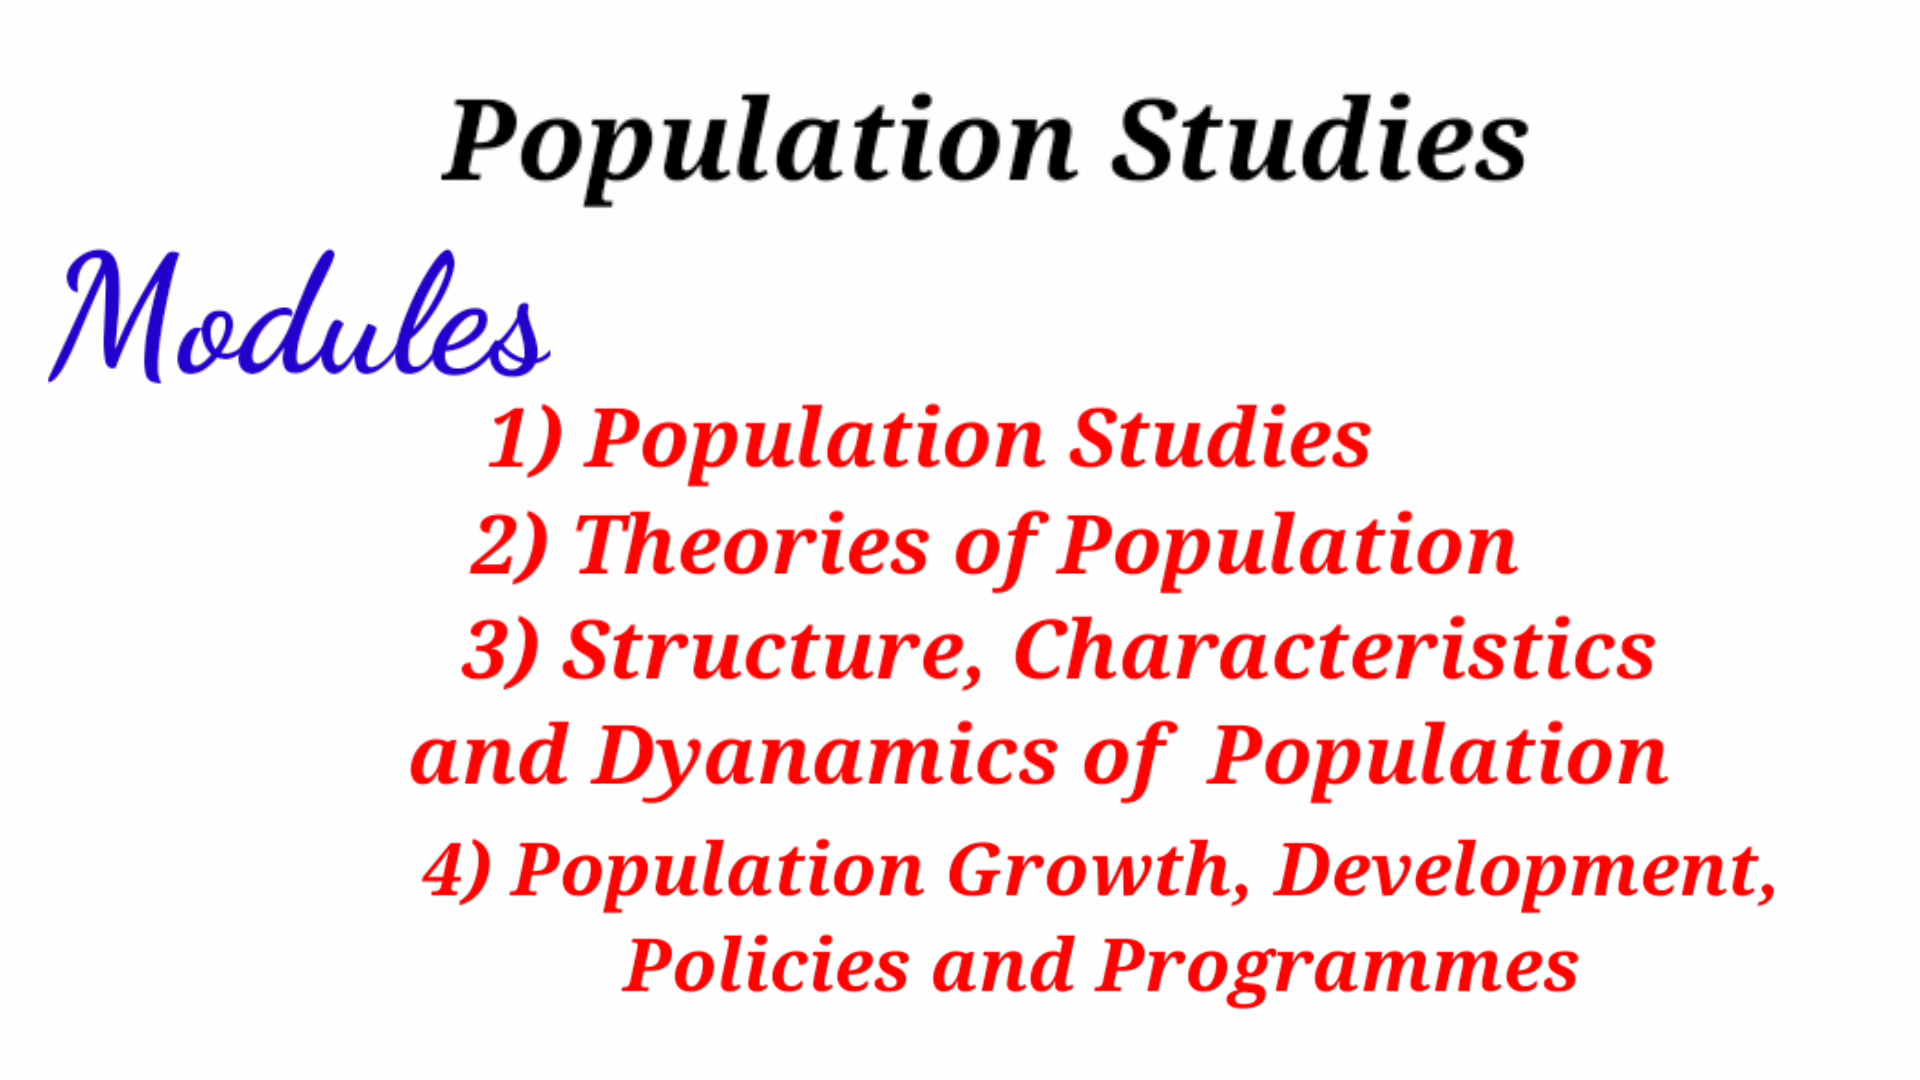 Population Studies
Modules
1) Population Studies
2) Theories of Population
3) Structure, Characteristics
and Dyanamics of Population
4) Population Growth, Development,
Policies and Programmes